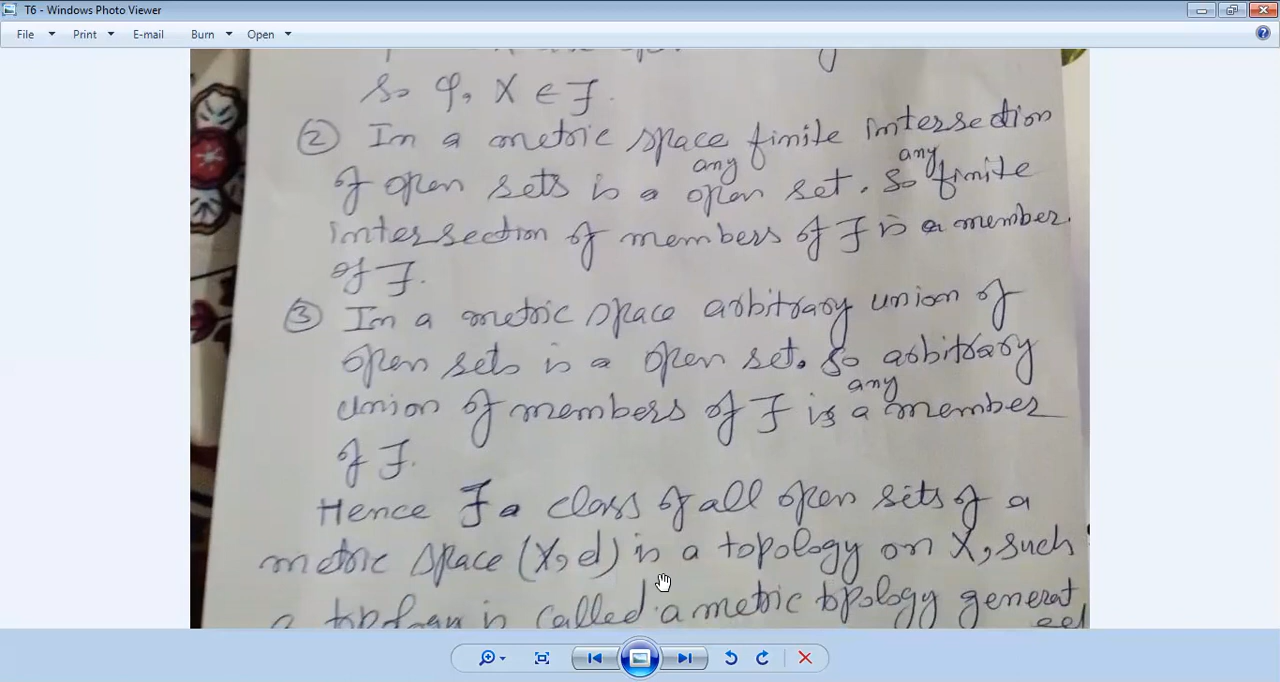 T6 - Windows Photo Viewer
File Print E-mail Burn Open
So φ, X ∈ J.
② In a metric space finite intersection
any any
of open sets is a open set. So finite
intersection of members of J is a member
of J.
③ In a metric space arbitrary union of
open sets is a open set. So arbitrary
any
union of members of J is a member
of J.
Hence J a class of all open sets of a
metric space (X, d) is a topology on X, such
a topology is called a metric topology generat
ed